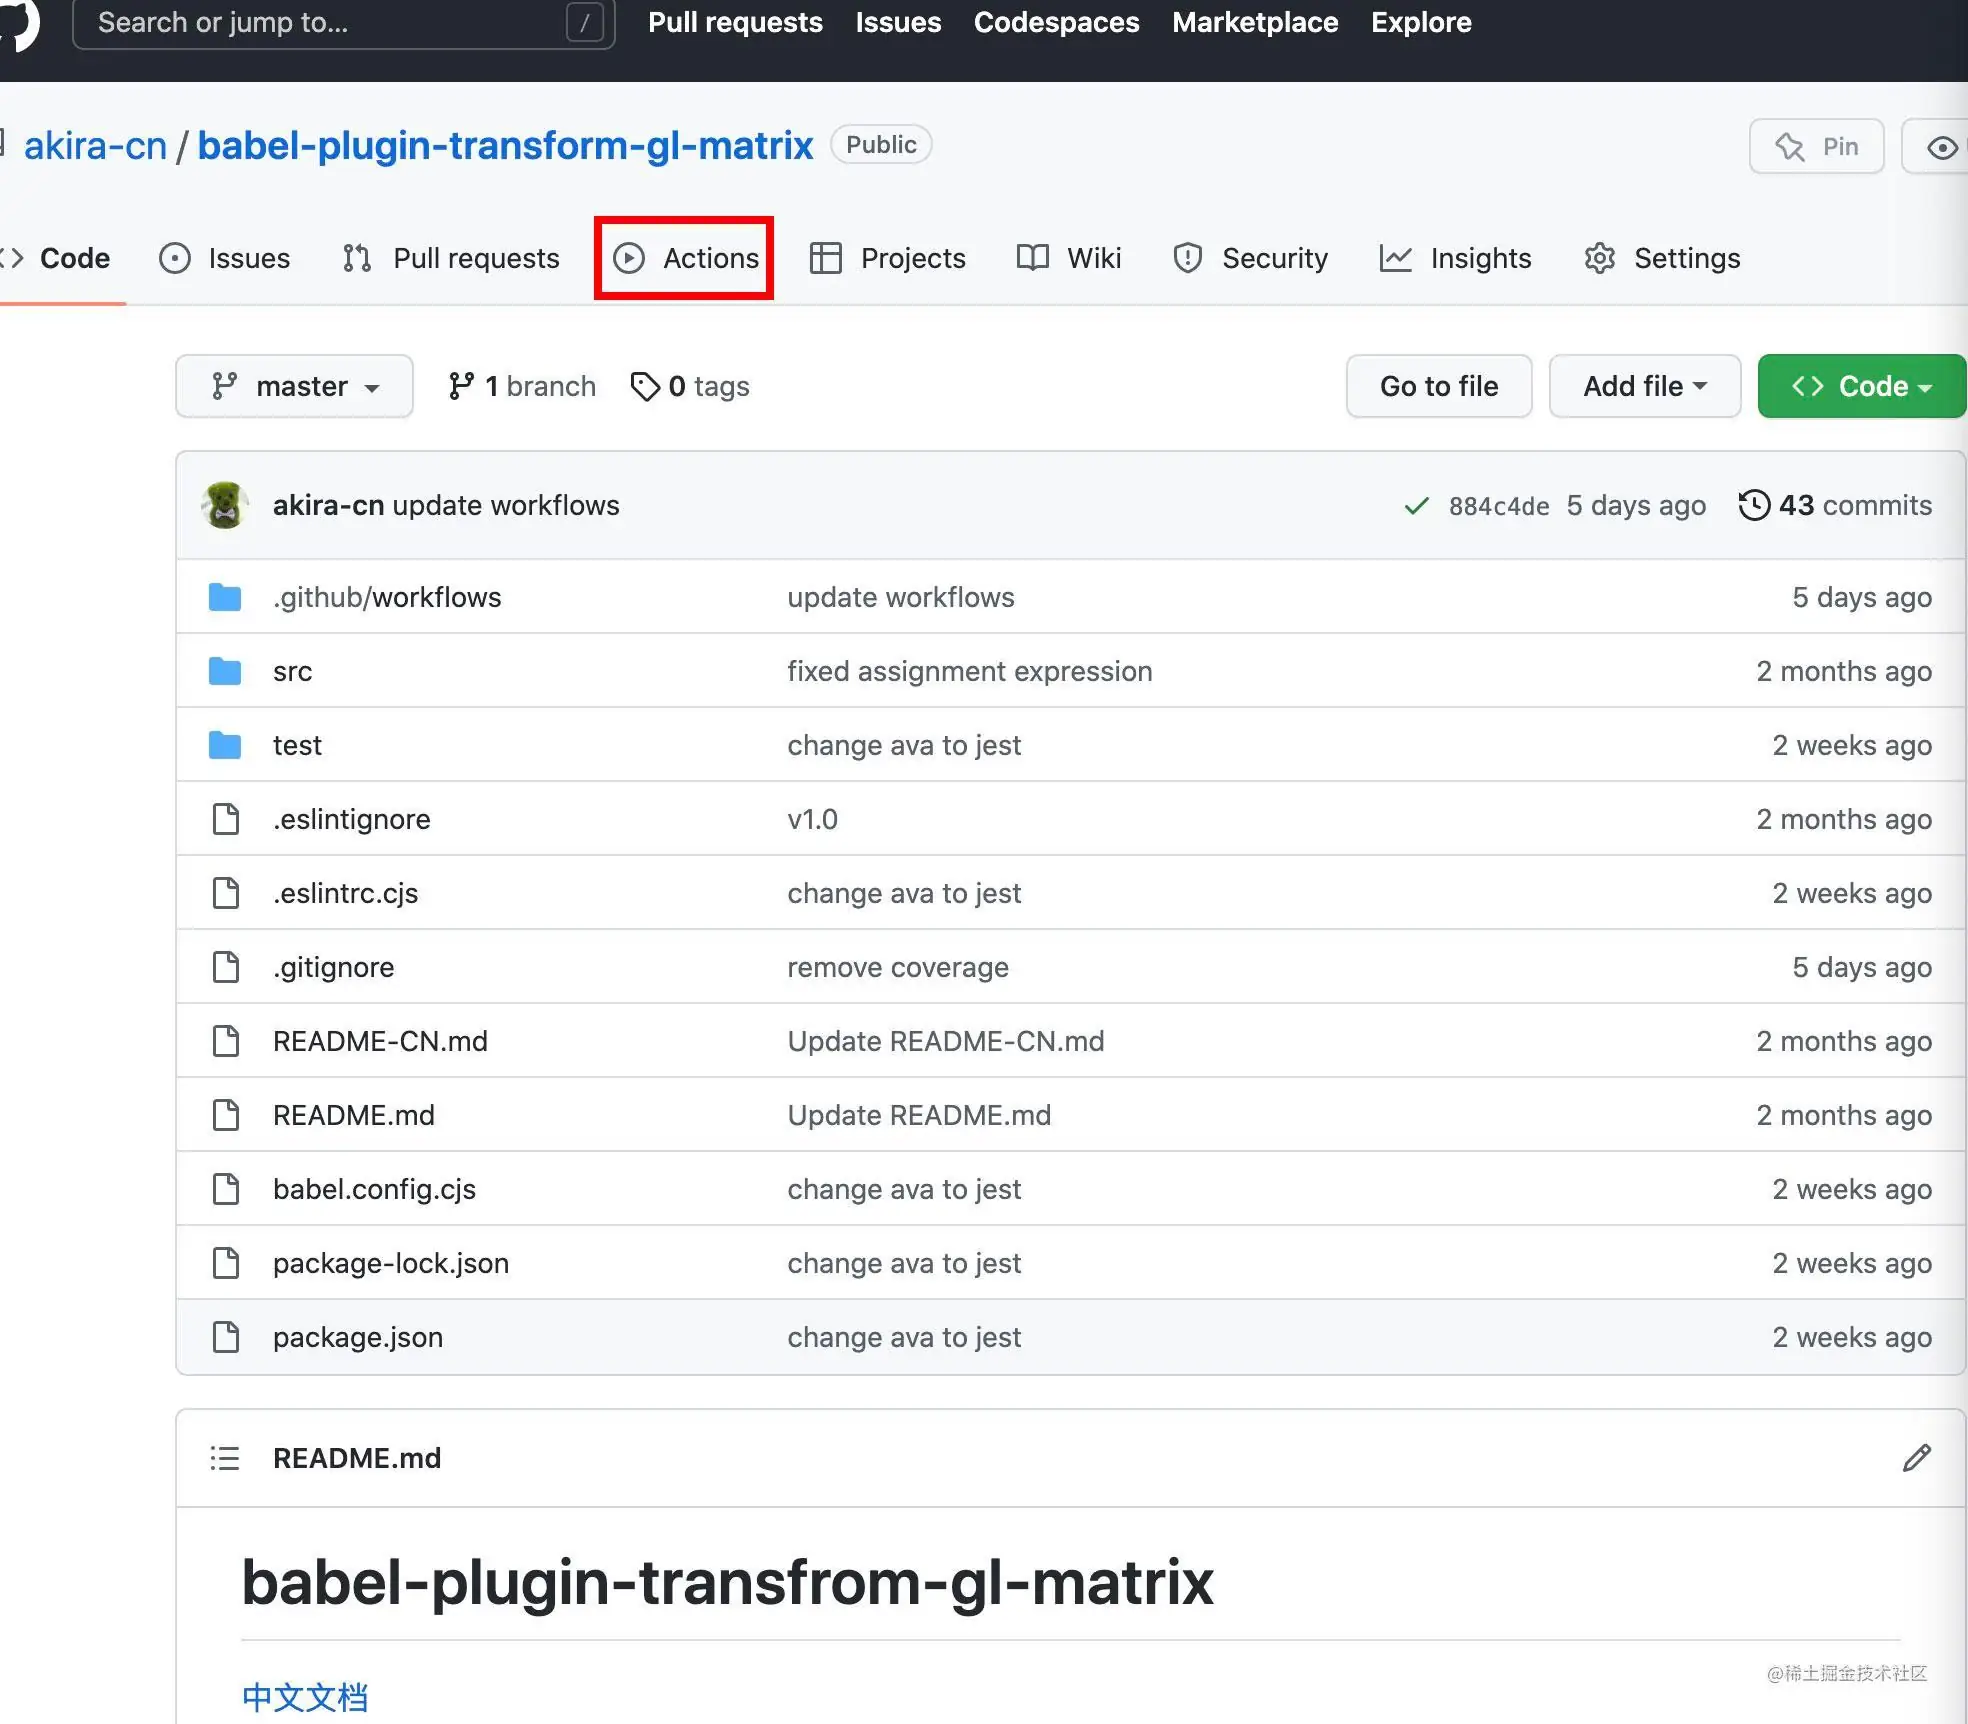 Search or jump to... / Pull requests Issues Codespaces Marketplace Explore
akira-cn / babel-plugin-transform-gl-matrix Public Pin
Code Issues Pull requests Actions Projects Wiki Security Insights Settings
master 1 branch 0 tags Go to file Add file Code
akira-cn update workflows 884c4de 5 days ago 43 commits
.github/workflows update workflows 5 days ago
src fixed assignment expression 2 months ago
test change ava to jest 2 weeks ago
.eslintignore v1.0 2 months ago
.eslintrc.cjs change ava to jest 2 weeks ago
.gitignore remove coverage 5 days ago
README-CN.md Update README-CN.md 2 months ago
README.md Update README.md 2 months ago
babel.config.cjs change ava to jest 2 weeks ago
package-lock.json change ava to jest 2 weeks ago
package.json change ava to jest 2 weeks ago
README.md
babel-plugin-transfrom-gl-matrix
中文文档
@稀土掘金技术社区